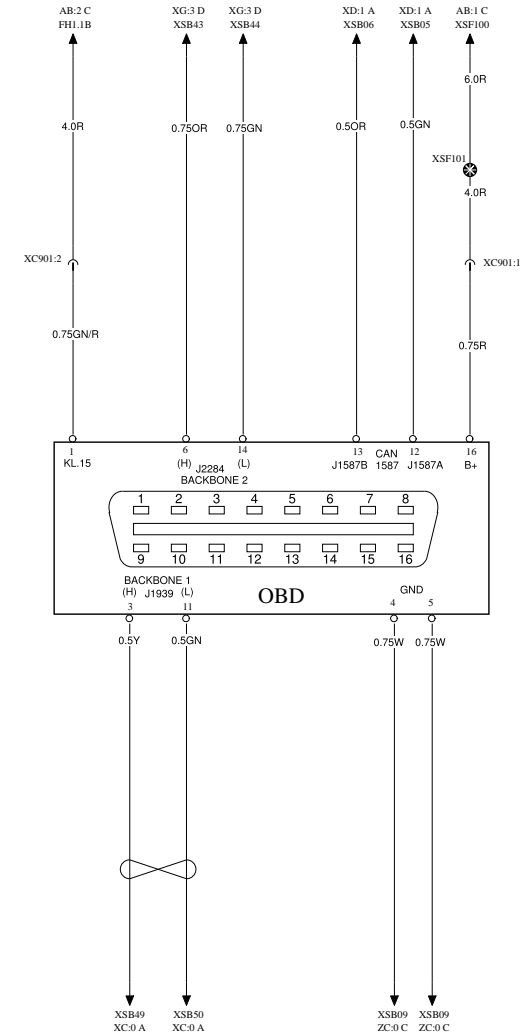 AB:2 C XG:3 D XG:3 D XD:1 A XD:1 A AB:1 C
FH1.1B XSB43 XSB44 XSB06 XSB05 XSF100
6.0R
4.0R 0.75OR 0.75GN 0.5OR 0.5GN
XSF101
4.0R
XC901:2 XC901:1
0.75GN/R
0.75R
1 6 14 13 12 16
KL.15 (H) J2284 (L) J1587B CAN 1587 J1587A B+
BACKBONE 2
1 2 3 4 5 6 7 8
9 10 11 12 13 14 15 16
BACKBONE 1
(H) J1939 (L) OBD GND
3 11 4 5
0.5Y 0.5GN 0.75W 0.75W
XSB49 XSB50 XSB09 XSB09
XC:0 A XC:0 A ZC:0 C ZC:0 C